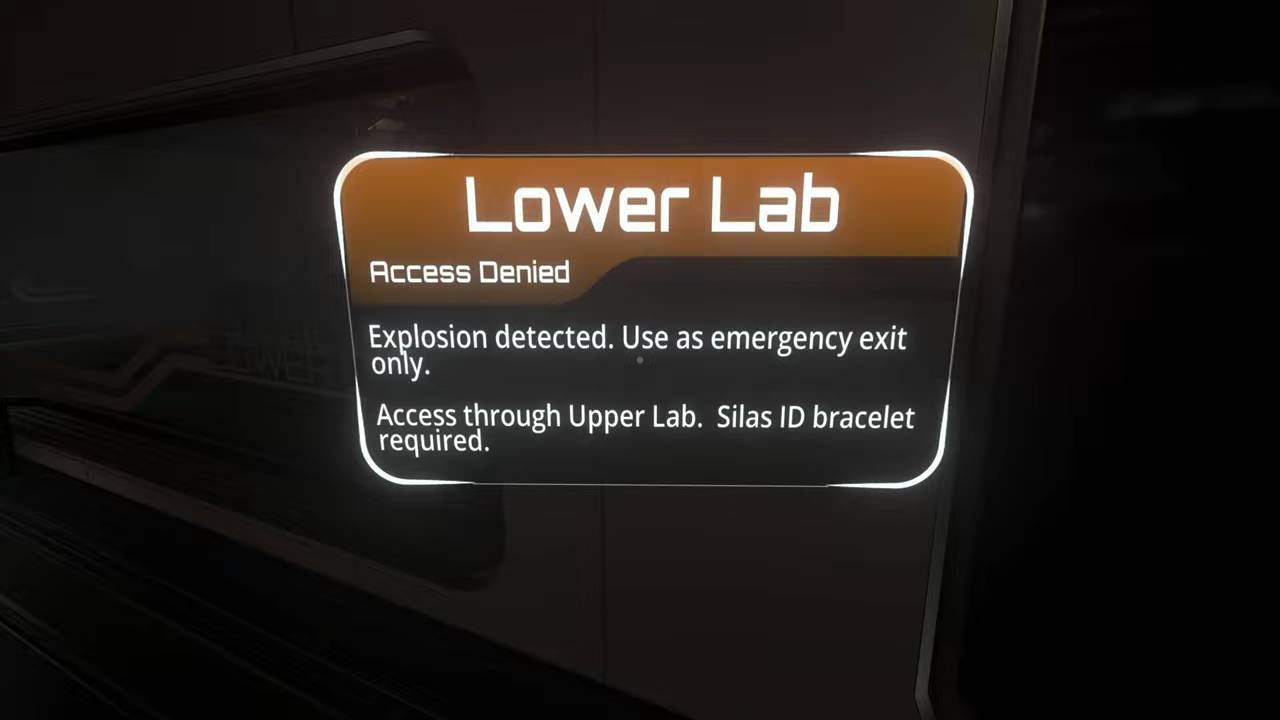 Lower Lab
Access Denied
Explosion detected. Use as emergency exit
only.
Access through Upper Lab.  Silas ID bracelet
required.